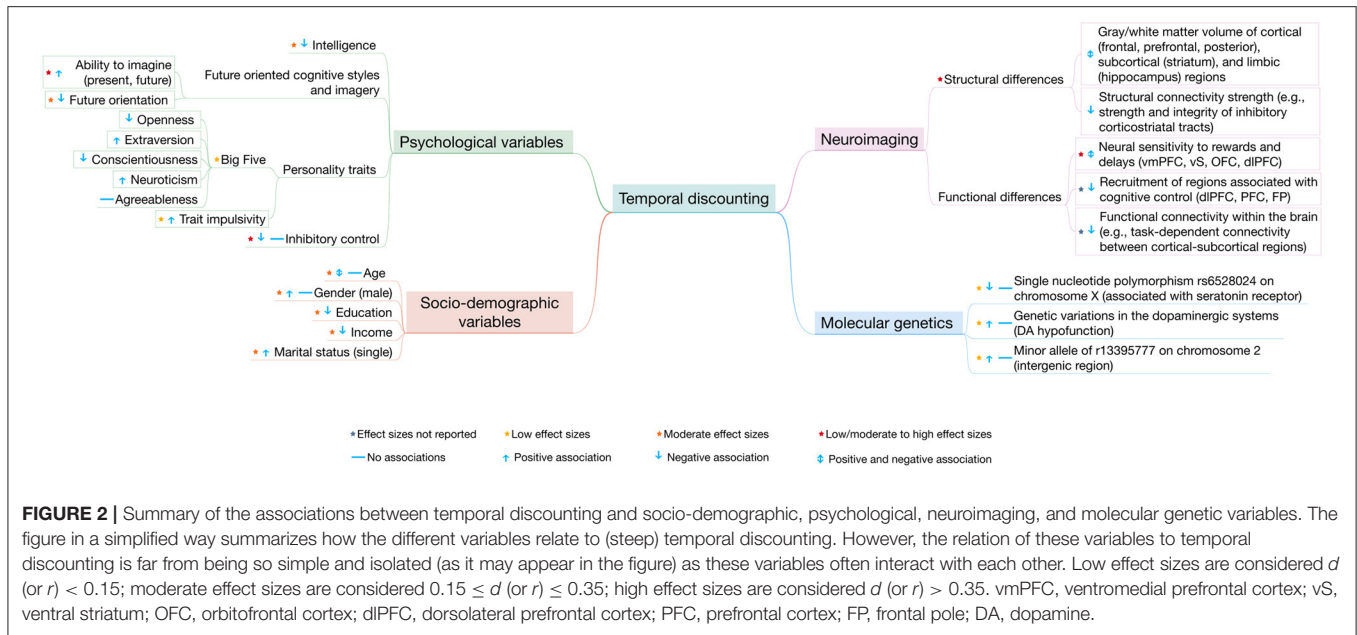 Intelligence
Ability to imagine
(present, future)
Future orientation
Future oriented cognitive styles
and imagery
Openness
Extraversion
Conscientiousness
Neuroticism
Agreeableness
Big Five
Trait impulsivity
Personality traits
Inhibitory control
Psychological variables
Age
Gender (male)
Education
Income
Marital status (single)
Socio-demographic
variables
Temporal discounting
Neuroimaging
Structural differences
Gray/white matter volume of cortical
(frontal, prefrontal, posterior),
subcortical (striatum), and limbic
(hippocampus) regions
Structural connectivity strength (e.g.,
strength and integrity of inhibitory
corticostriatal tracts)
Functional differences
Neural sensitivity to rewards and
delays (vmPFC, vS, OFC, dlPFC)
Recruitment of regions associated with
cognitive control (dlPFC, PFC, FP)
Functional connectivity within the brain
(e.g., task-dependent connectivity
between cortical-subcortical regions)
Molecular genetics
Single nucleotide polymorphism rs6528024 on
chromosome X (associated with seratonin receptor)
Genetic variations in the dopaminergic systems
(DA hypofunction)
Minor allele of r13395777 on chromosome 2
(intergenic region)
Effect sizes not reported
Low effect sizes
Moderate effect sizes
Low/moderate to high effect sizes
No associations
Positive association
Negative association
Positive and negative association
FIGURE 2 | Summary of the associations between temporal discounting and socio-demographic, psychological, neuroimaging, and molecular genetic variables. The
figure in a simplified way summarizes how the different variables relate to (steep) temporal discounting. However, the relation of these variables to temporal
discounting is far from being so simple and isolated (as it may appear in the figure) as these variables often interact with each other. Low effect sizes are considered d
(or r) < 0.15; moderate effect sizes are considered 0.15 ≤ d (or r) ≤ 0.35; high effect sizes are considered d (or r) > 0.35. vmPFC, ventromedial prefrontal cortex; vS,
ventral striatum; OFC, orbitofrontal cortex; dlPFC, dorsolateral prefrontal cortex; PFC, prefrontal cortex; FP, frontal pole; DA, dopamine.